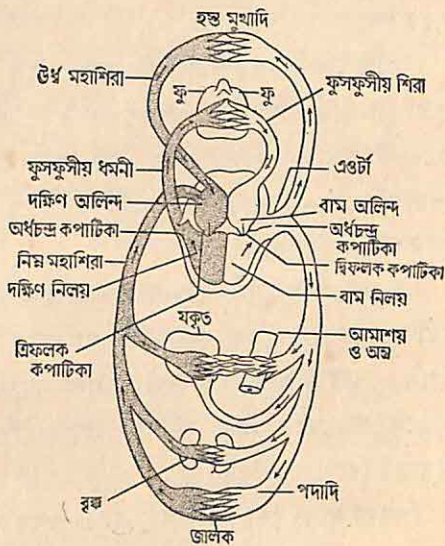 হস্ত মুখাদি
ঊর্ধ্ব মহাশিরা
ফু
ফু
ফুসফুসীয় শিরা
ফুসফুসীয় ধমনী
এওর্টা
দক্ষিণ অলিন্দ
বাম অলিন্দ
অর্ধচন্দ্র কপাটিকা
অর্ধচন্দ্র
কপাটিকা
নিম্ন মহাশিরা
দ্বিফলক কপাটিকা
দক্ষিণ নিলয়
বাম নিলয়
যকৃত
ত্রিফলক
কপাটিকা
আমাশয়
ও অন্ত্র
বৃক্ক
পদাদি
জালক